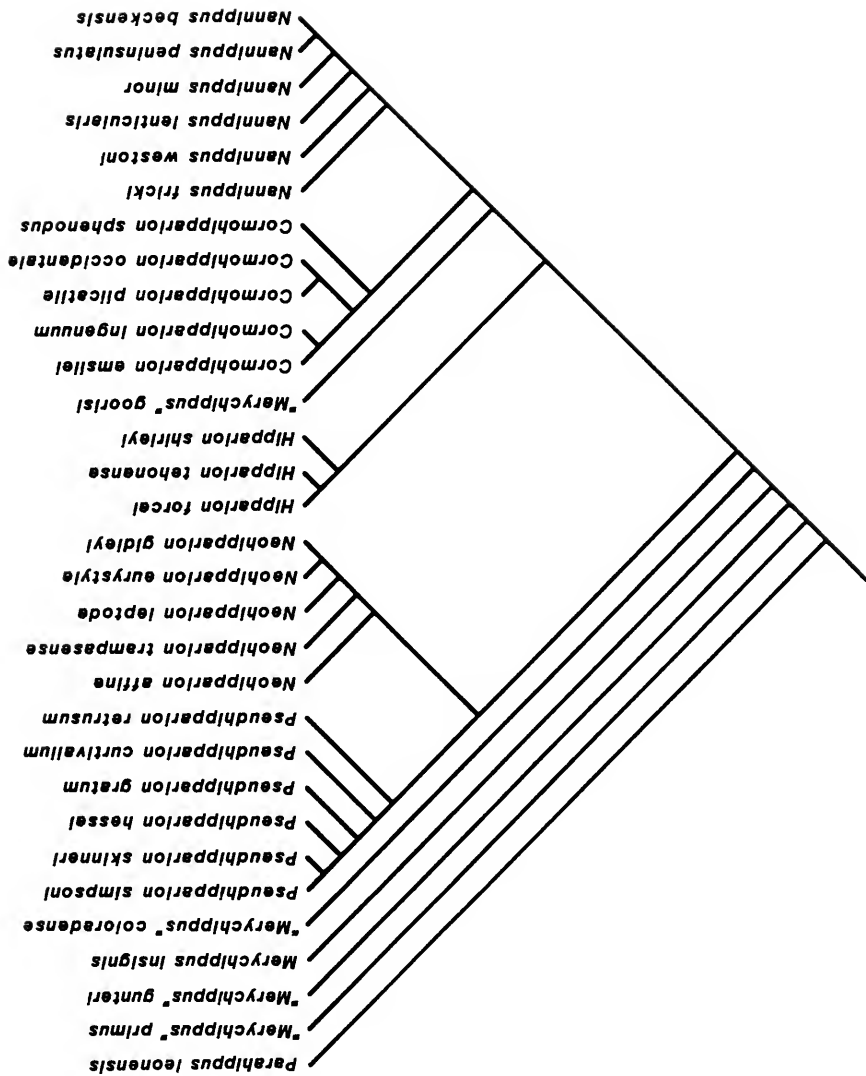 Parahippus leonensis
"Merychippus" primus
"Merychippus" gunteri
Merychippus insignis
"Merychippus" coloradense
Pseudhipparion simpsoni
Pseudhipparion skinneri
Pseudhipparion hessei
Pseudhipparion gratum
Pseudhipparion curtivallum
Pseudhipparion retrusum
Neohipparion affine
Neohipparion trampasense
Neohipparion leptode
Neohipparion eurystyle
Neohipparion gidleyi
Hipparion forcei
Hipparion tehonense
Hipparion shirleyi
"Merychippus" goorisi
Cormohipparion emsliei
Cormohipparion ingenuum
Cormohipparion plicatile
Cormohipparion occidentale
Cormohipparion sphenodus
Nannippus fricki
Nannippus westoni
Nannippus lenticularis
Nannippus minor
Nannippus peninsulatus
Nannippus beckensis